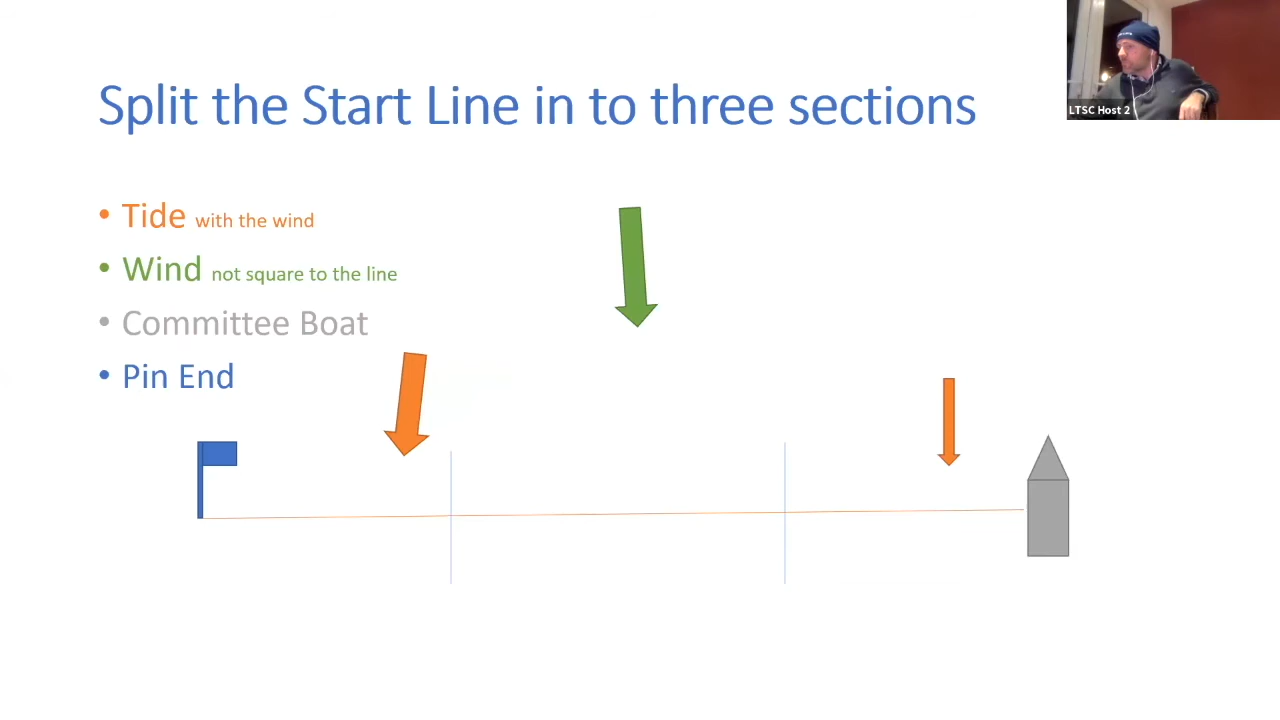 Split the Start Line in to three sections
LTSC Host 2
• Tide with the wind
• Wind not square to the line
• Committee Boat
• Pin End